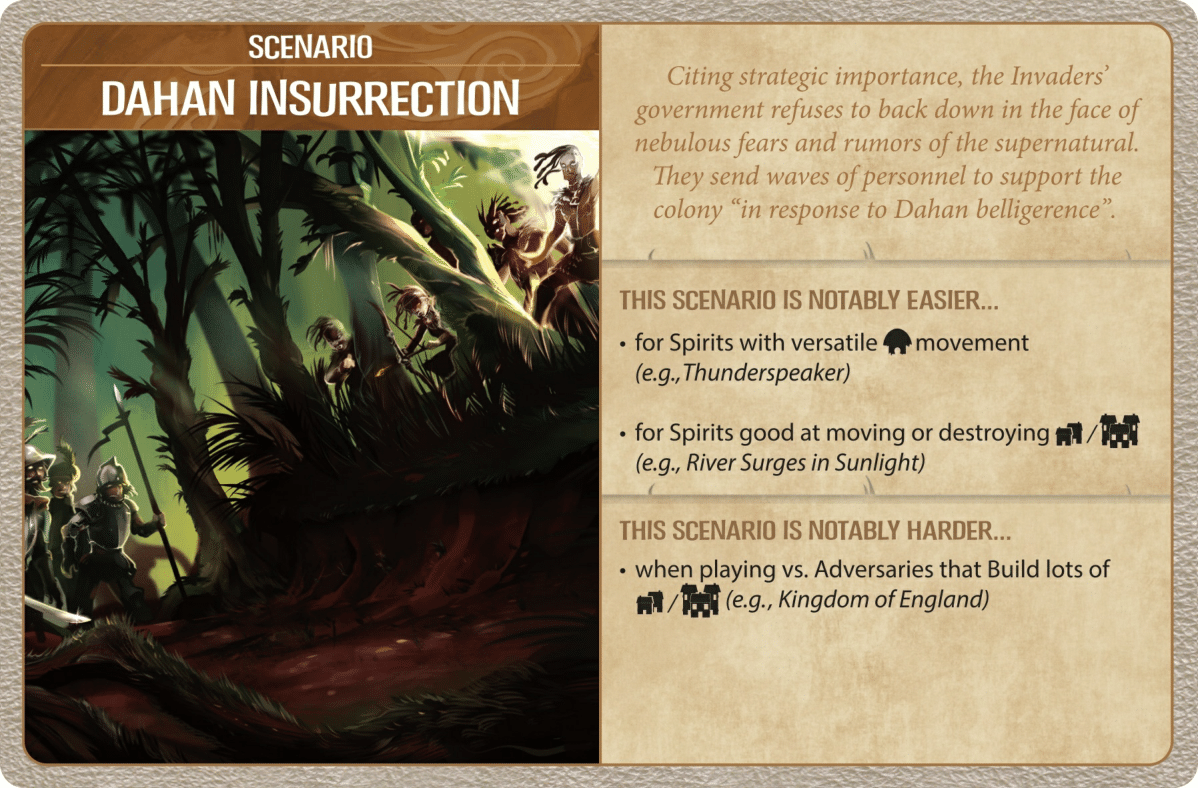 SCENARIO
DAHAN INSURRECTION
Citing strategic importance, the Invaders’
government refuses to back down in the face of
nebulous fears and rumors of the supernatural.
They send waves of personnel to support the
colony “in response to Dahan belligerence”.
THIS SCENARIO IS NOTABLY EASIER...
• for Spirits with versatile movement
(e.g., Thunderspeaker)
• for Spirits good at moving or destroying /
(e.g., River Surges in Sunlight)
THIS SCENARIO IS NOTABLY HARDER...
• when playing vs. Adversaries that Build lots of
/ (e.g., Kingdom of England)